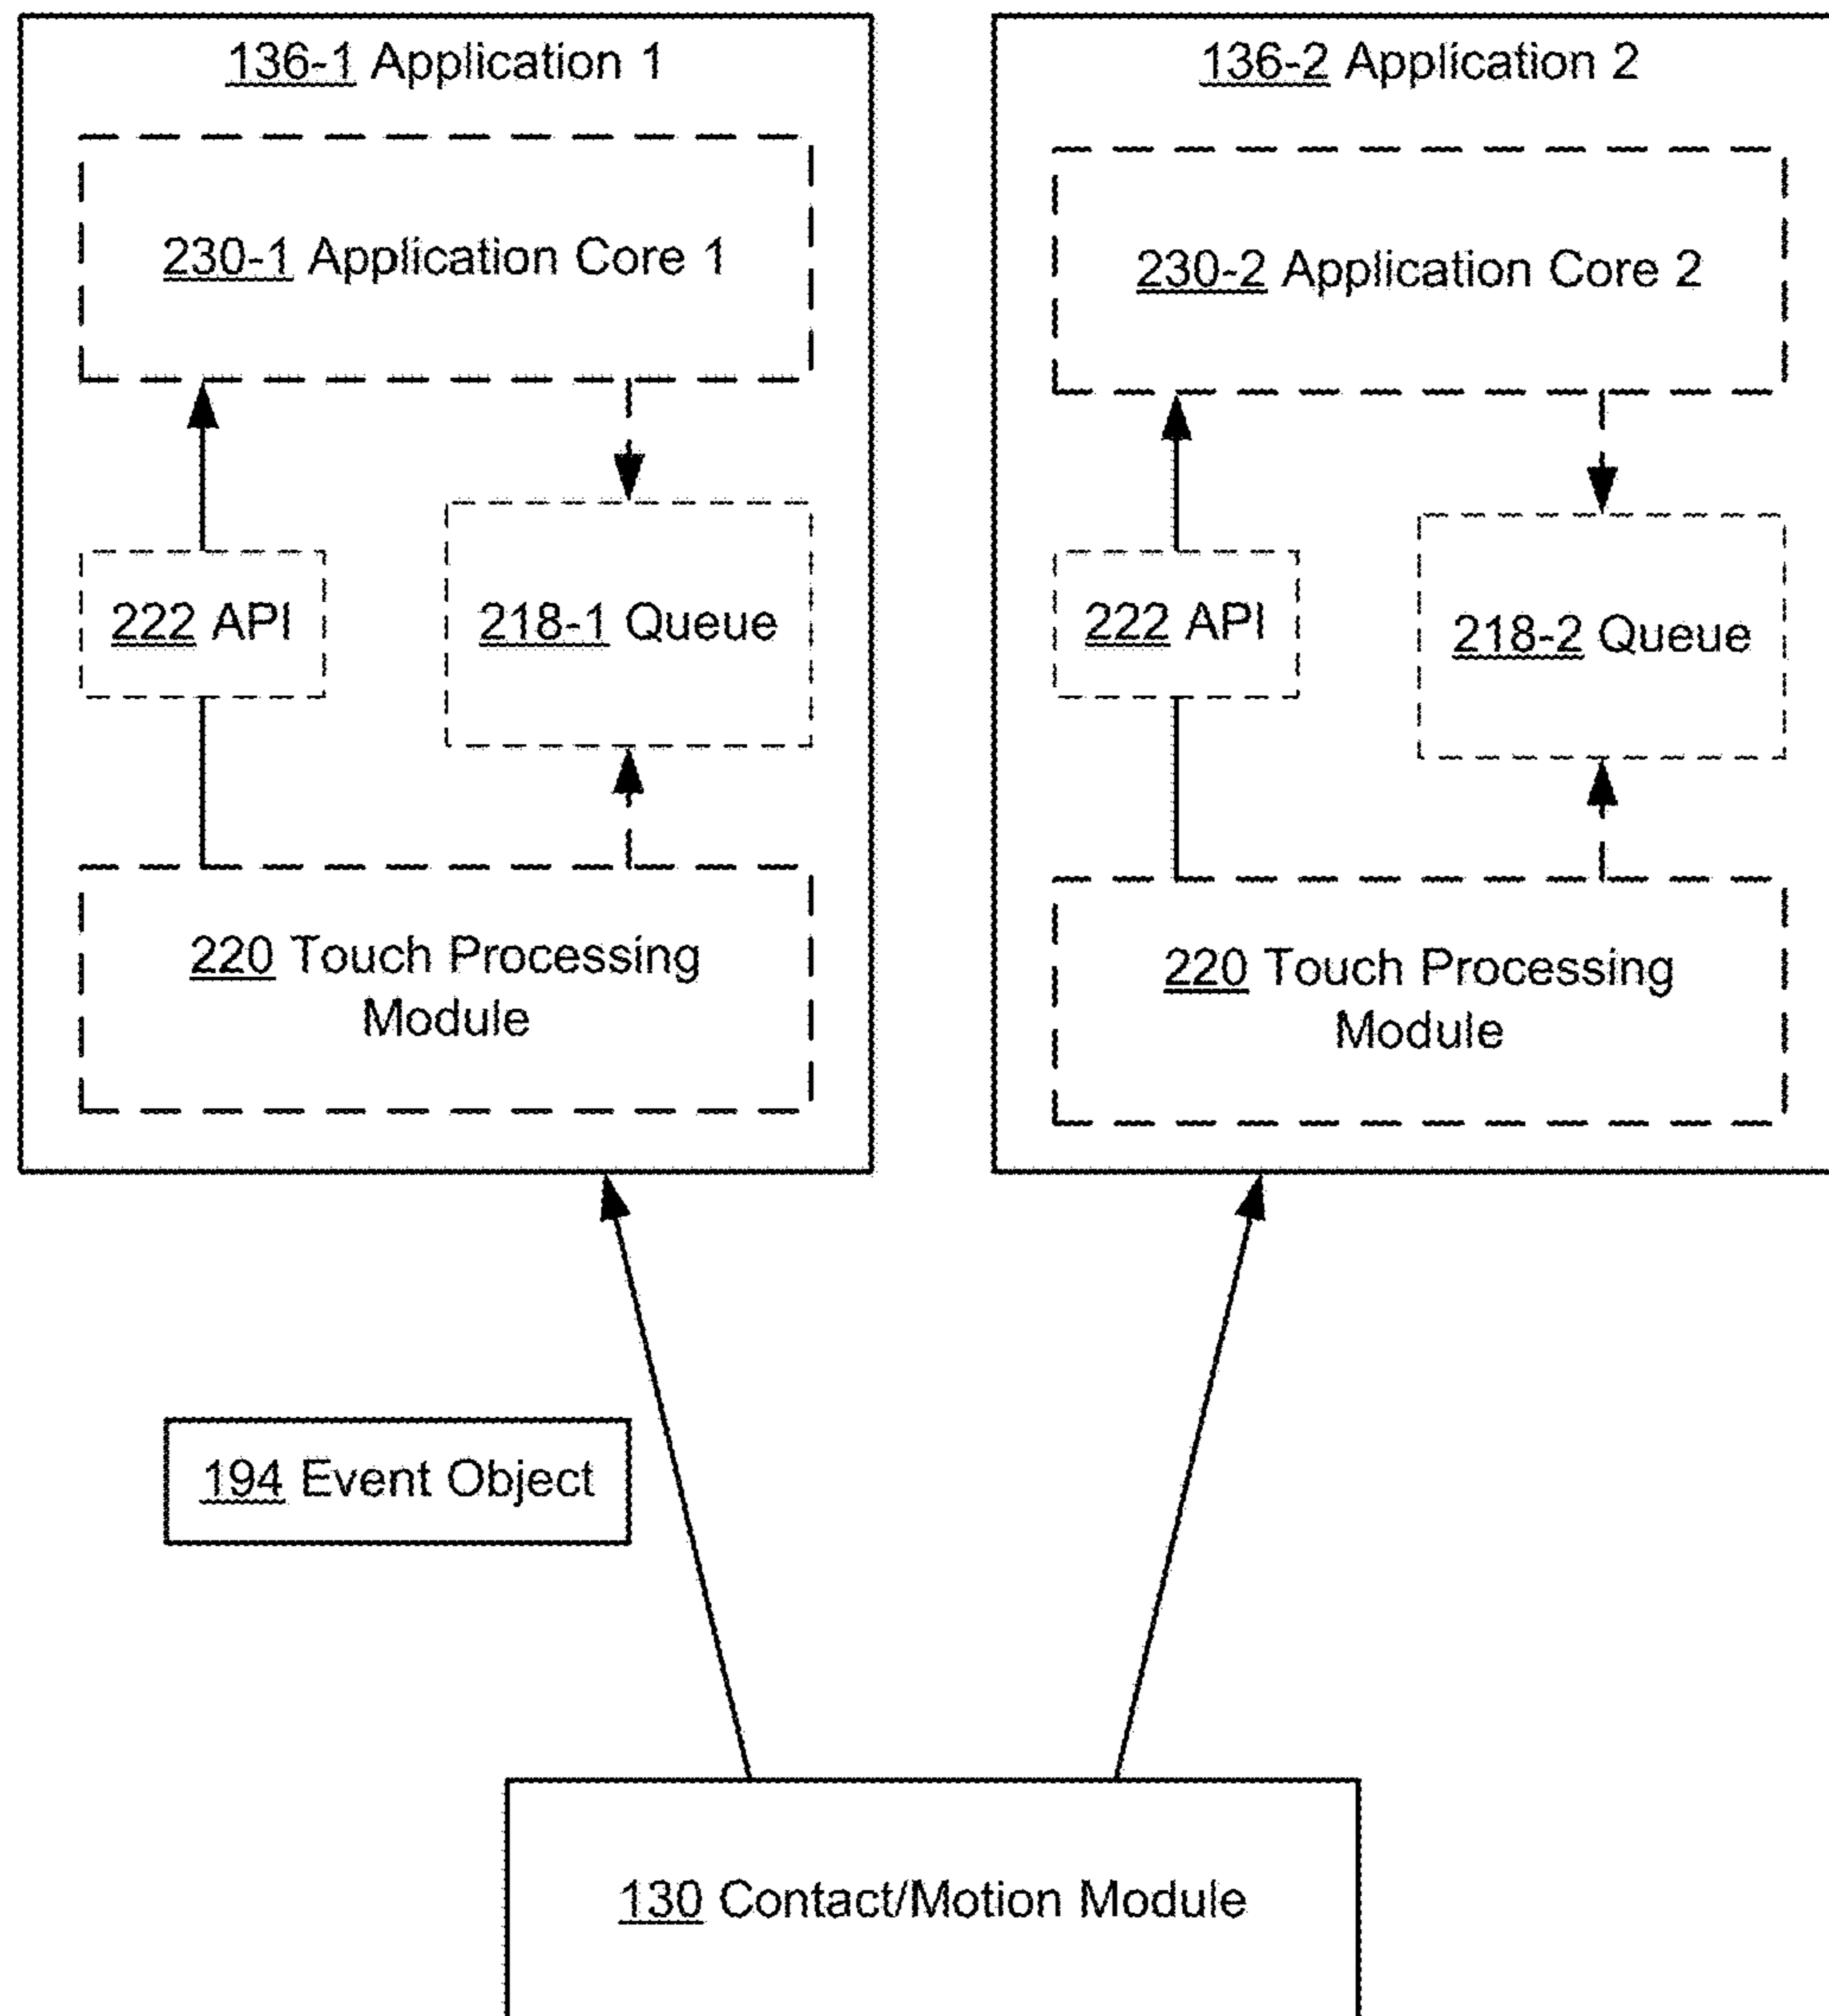 136-1 Application 1
230-1 Application Core 1
222 API
218-1 Queue
220 Touch Processing
Module
136-2 Application 2
230-2 Application Core 2
222 API
218-2 Queue
220 Touch Processing
Module
194 Event Object
130 Contact/Motion Module